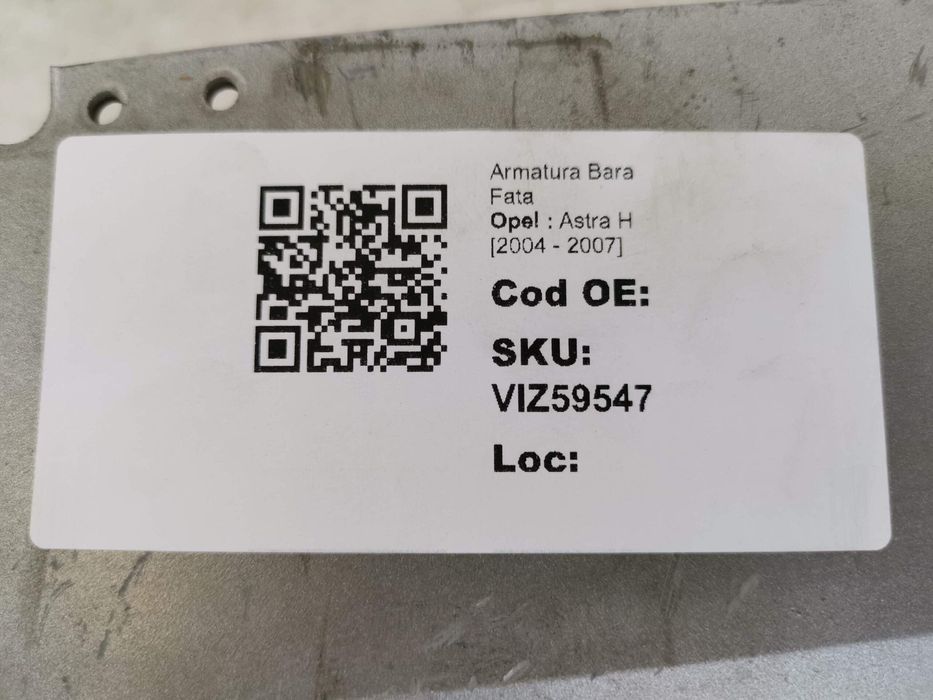 Armatura Bara
Fata
Opel : Astra H
[2004 - 2007]
Cod OE:
SKU:
VIZ59547
Loc: